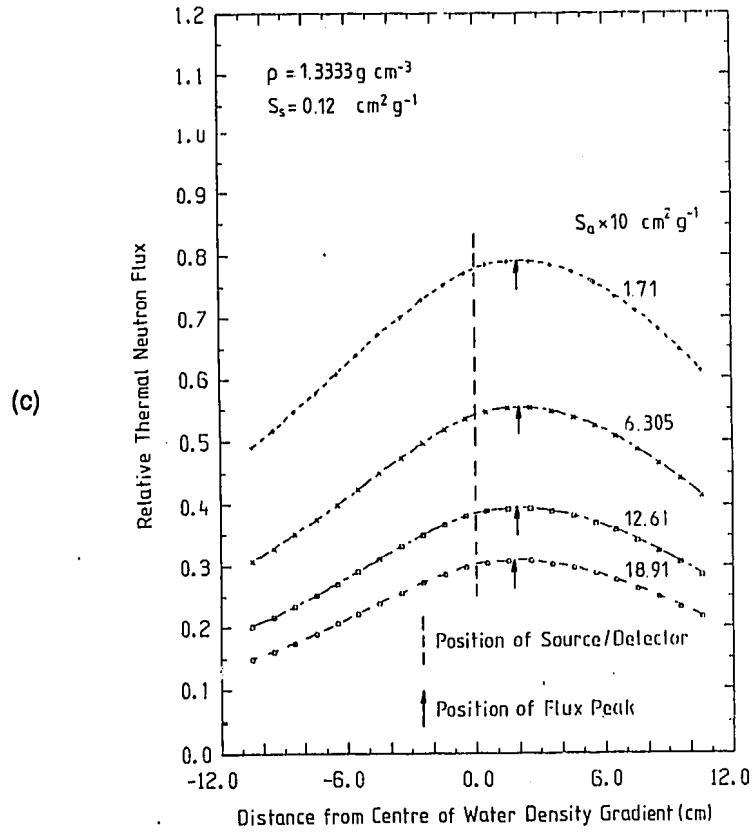 (c)
Relative Thermal Neutron Flux
1.2
1.1
1.0
0.9
0.8
0.7
0.6
0.5
0.4
0.3
0.2
0.1
0.0
ρ = 1.3333 g cm⁻³
Sₛ = 0.12 cm² g⁻¹
Sₐ × 10 cm² g⁻¹
1.71
6.305
12.61
18.91
Position of Source/Detector
Position of Flux Peak
-12.0 -6.0 0.0 6.0 12.0
Distance from Centre of Water Density Gradient (cm)